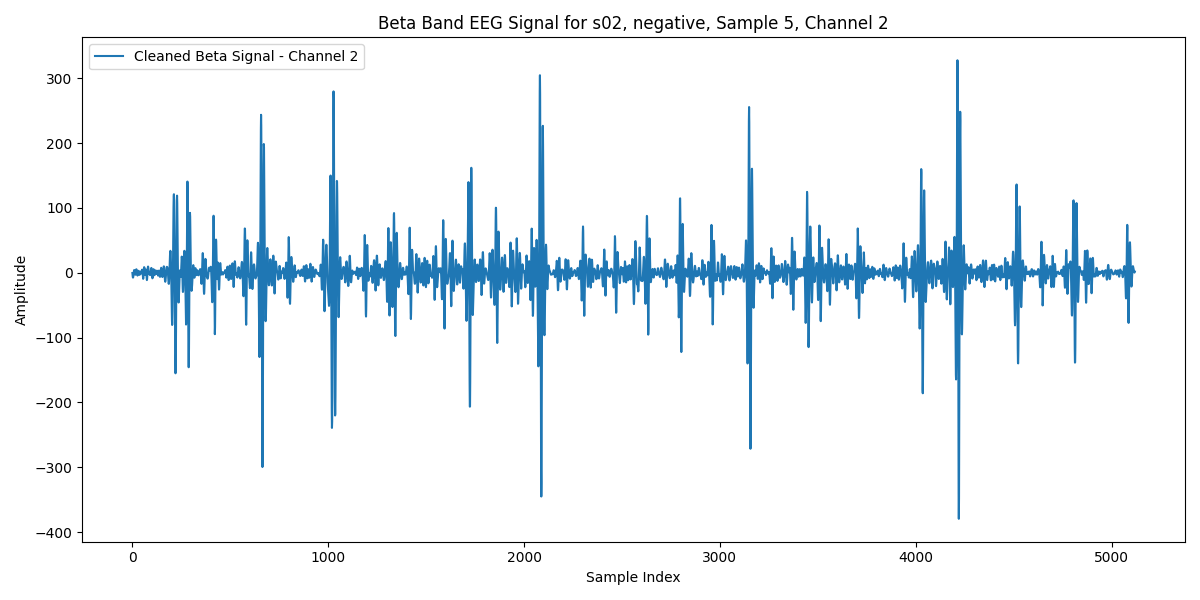 Beta Band EEG Signal for s02, negative, Sample 5, Channel 2
Cleaned Beta Signal - Channel 2
Amplitude
300
200
100
0
−100
−200
−300
−400
0 1000 2000 3000 4000 5000
Sample Index